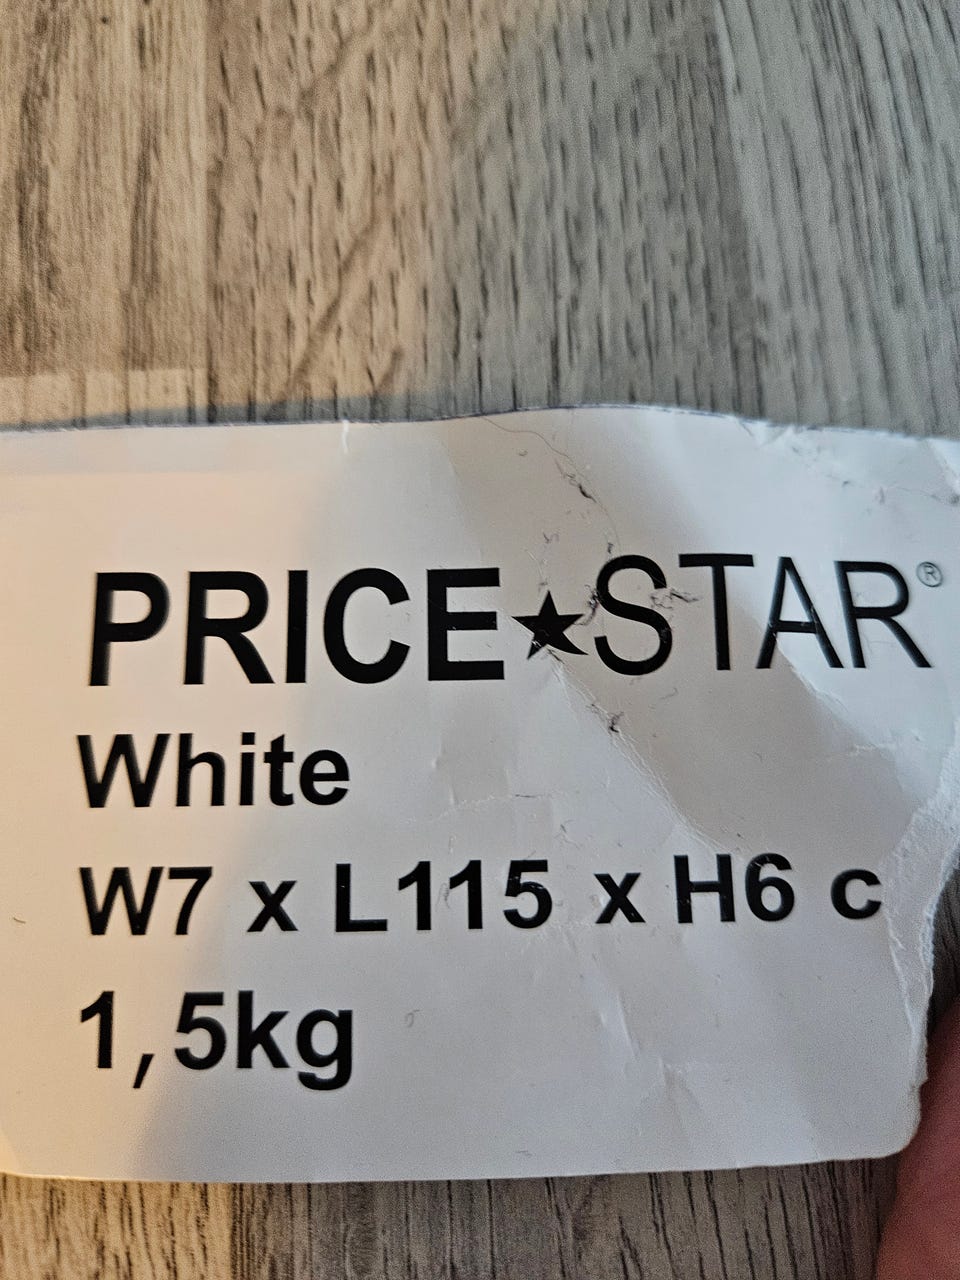 PRICE★STAR®
White
W7 x L115 x H6 c
1,5kg